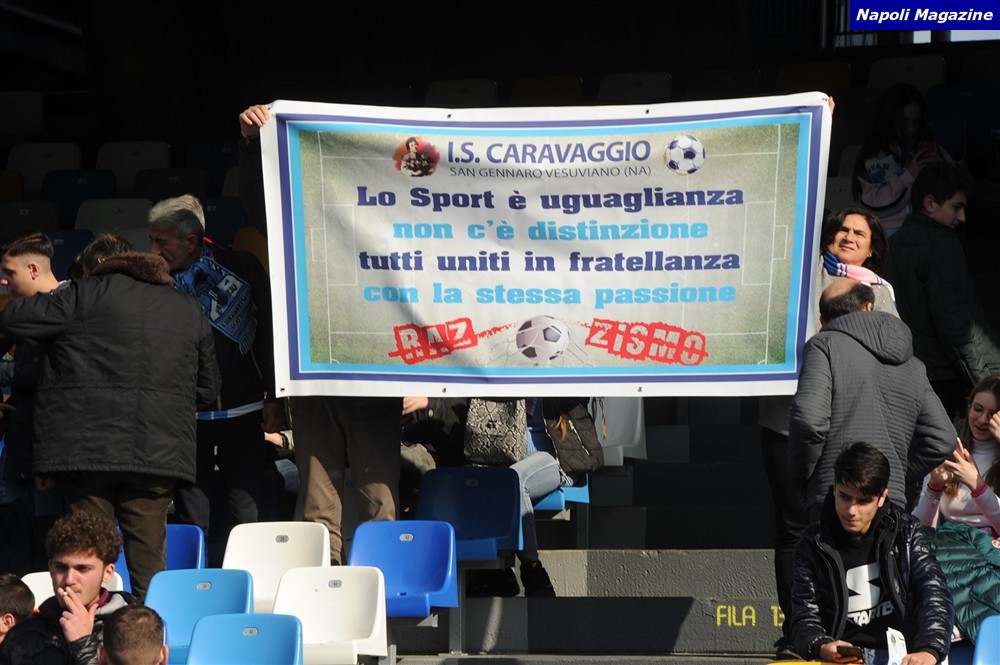 Napoli Magazine
I.S. CARAVAGGIO
SAN GENNARO VESUVIANO (NA)
Lo Sport è uguaglianza
non c'è distinzione
tutti uniti in fratellanza
con la stessa passione
RAZ ZISMO
FILA 13